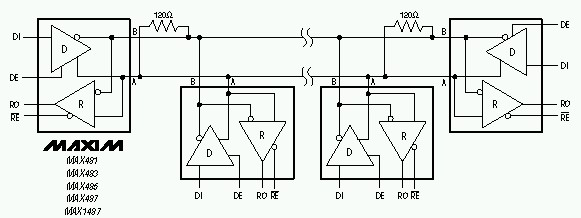 120Ω 120Ω
DI B B DE
D D
DE A A DI
R B B R
RO R R RO
RE D D RE
DI DE RO RE DI DE RO RE
MAXIM
MAX481
MAX483
MAX485
MAX487
MAX1487